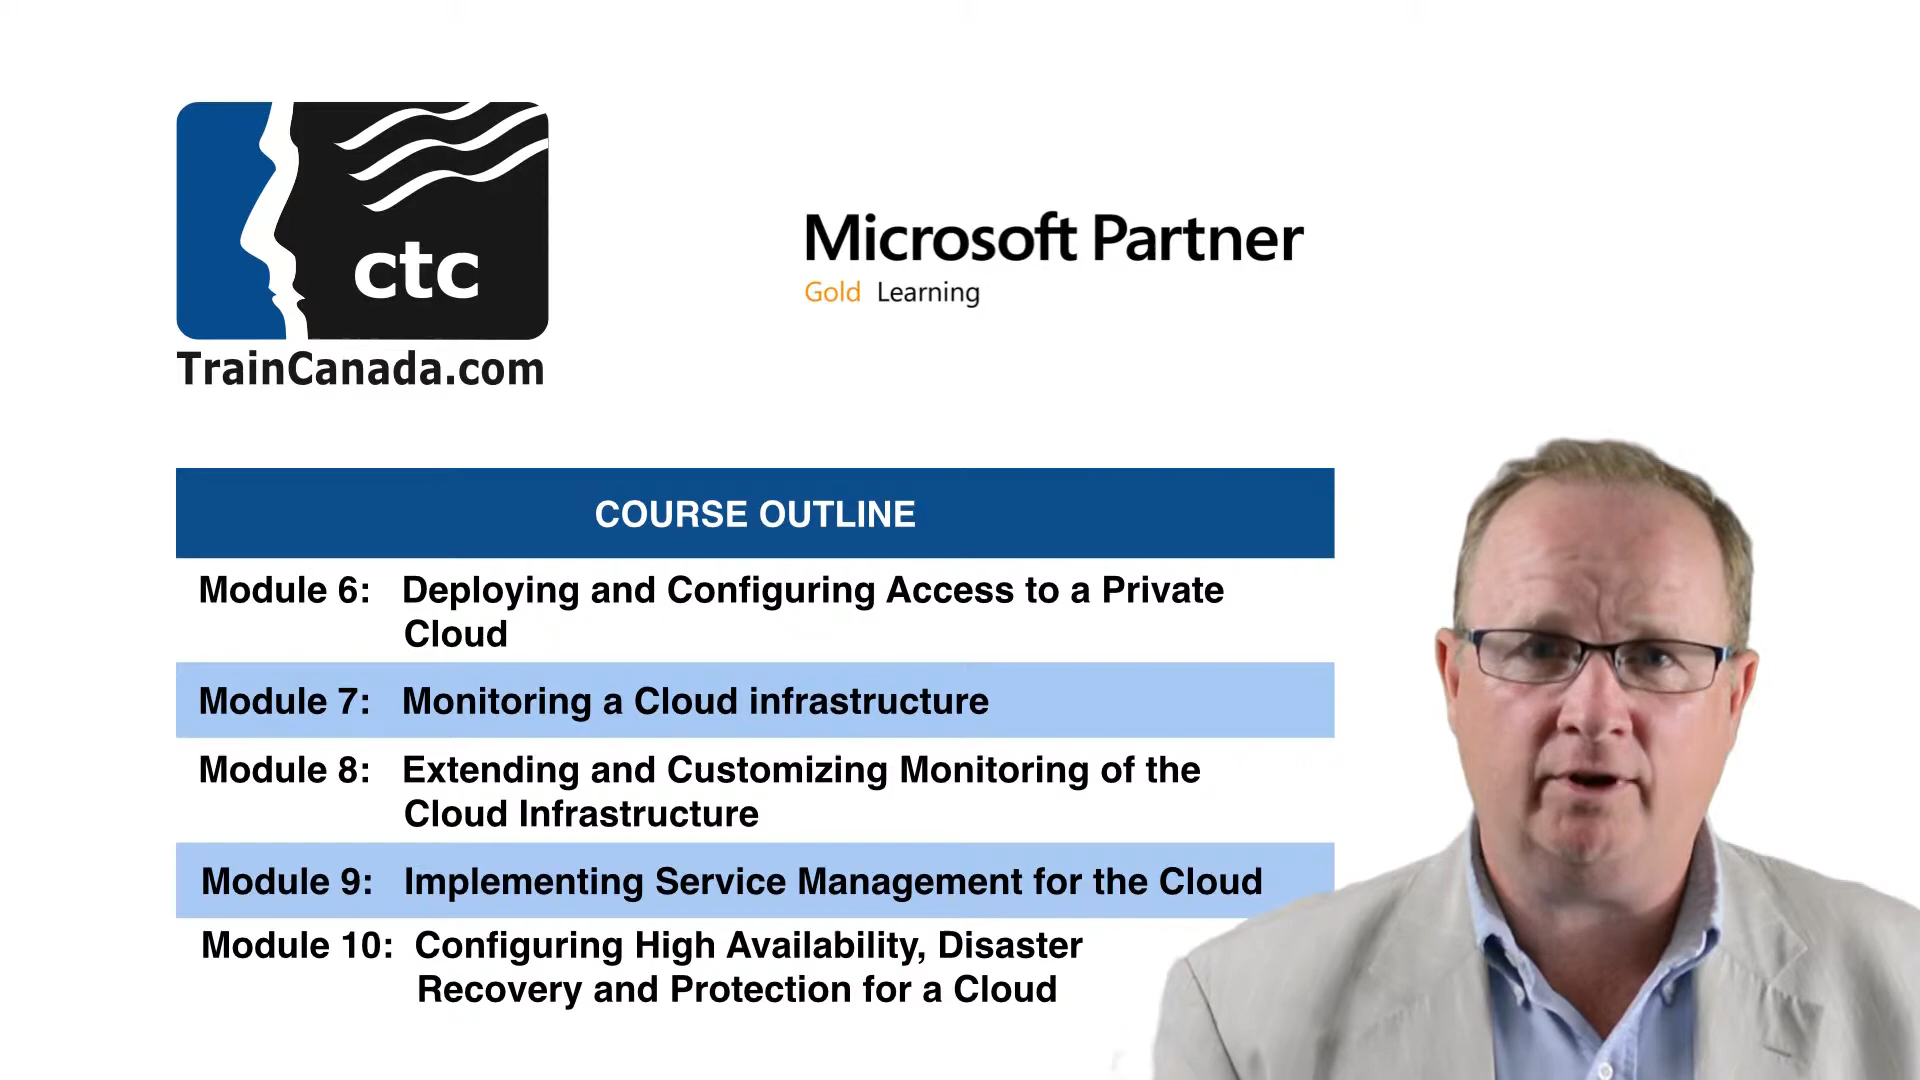 ctc
TrainCanada.com
Microsoft Partner
Gold Learning
COURSE OUTLINE
Module 6: Deploying and Configuring Access to a Private
Cloud
Module 7: Monitoring a Cloud infrastructure
Module 8: Extending and Customizing Monitoring of the
Cloud Infrastructure
Module 9: Implementing Service Management for the Cloud
Module 10: Configuring High Availability, Disaster
Recovery and Protection for a Cloud